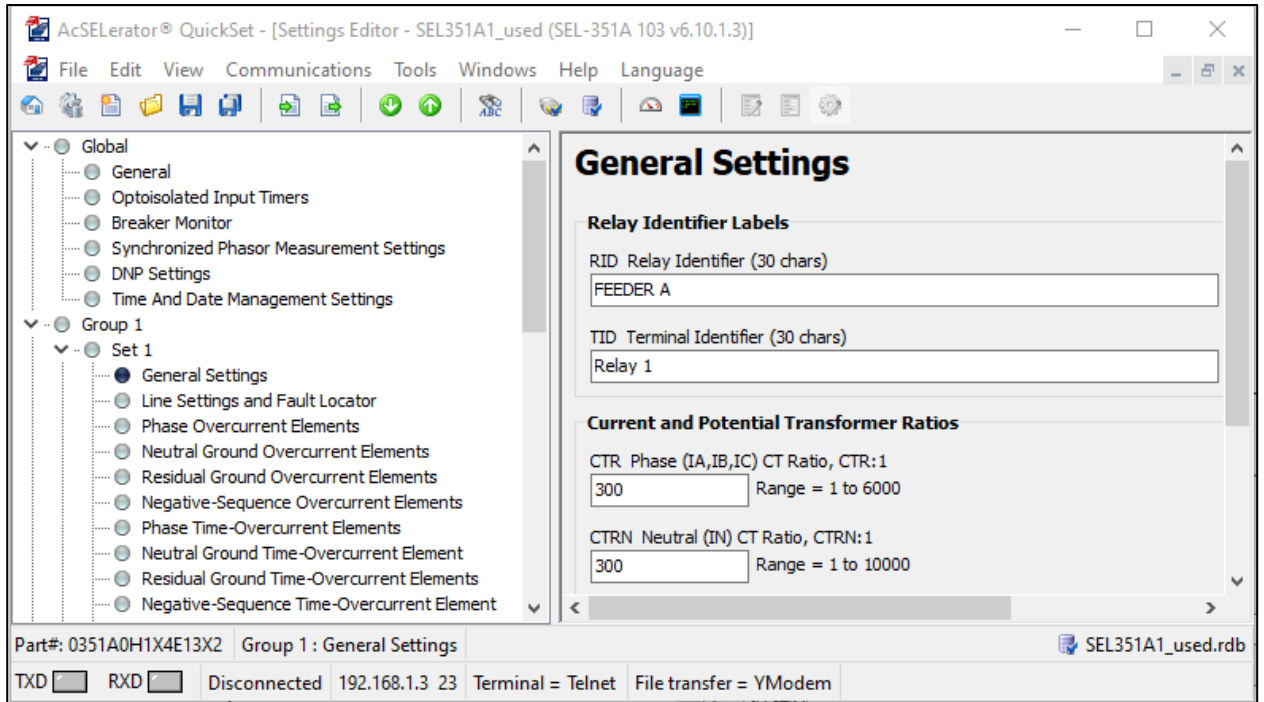 AcSELerator® QuickSet - [Settings Editor - SEL351A1_used (SEL-351A 103 v6.10.1.3)]
File Edit View Communications Tools Windows Help Language
Global
General
Optoisolated Input Timers
Breaker Monitor
Synchronized Phasor Measurement Settings
DNP Settings
Time And Date Management Settings
Group 1
Set 1
General Settings
Line Settings and Fault Locator
Phase Overcurrent Elements
Neutral Ground Overcurrent Elements
Residual Ground Overcurrent Elements
Negative-Sequence Overcurrent Elements
Phase Time-Overcurrent Elements
Neutral Ground Time-Overcurrent Element
Residual Ground Time-Overcurrent Elements
Negative-Sequence Time-Overcurrent Element
General Settings
Relay Identifier Labels
RID Relay Identifier (30 chars)
FEEDER A
TID Terminal Identifier (30 chars)
Relay 1
Current and Potential Transformer Ratios
CTR Phase (IA,IB,IC) CT Ratio, CTR:1
300 Range = 1 to 6000
CTRN Neutral (IN) CT Ratio, CTRN:1
300 Range = 1 to 10000
Part#: 0351A0H1X4E13X2 Group 1 : General Settings SEL351A1_used.rdb
TXD RXD Disconnected 192.168.1.3 23 Terminal = Telnet File transfer = YModem